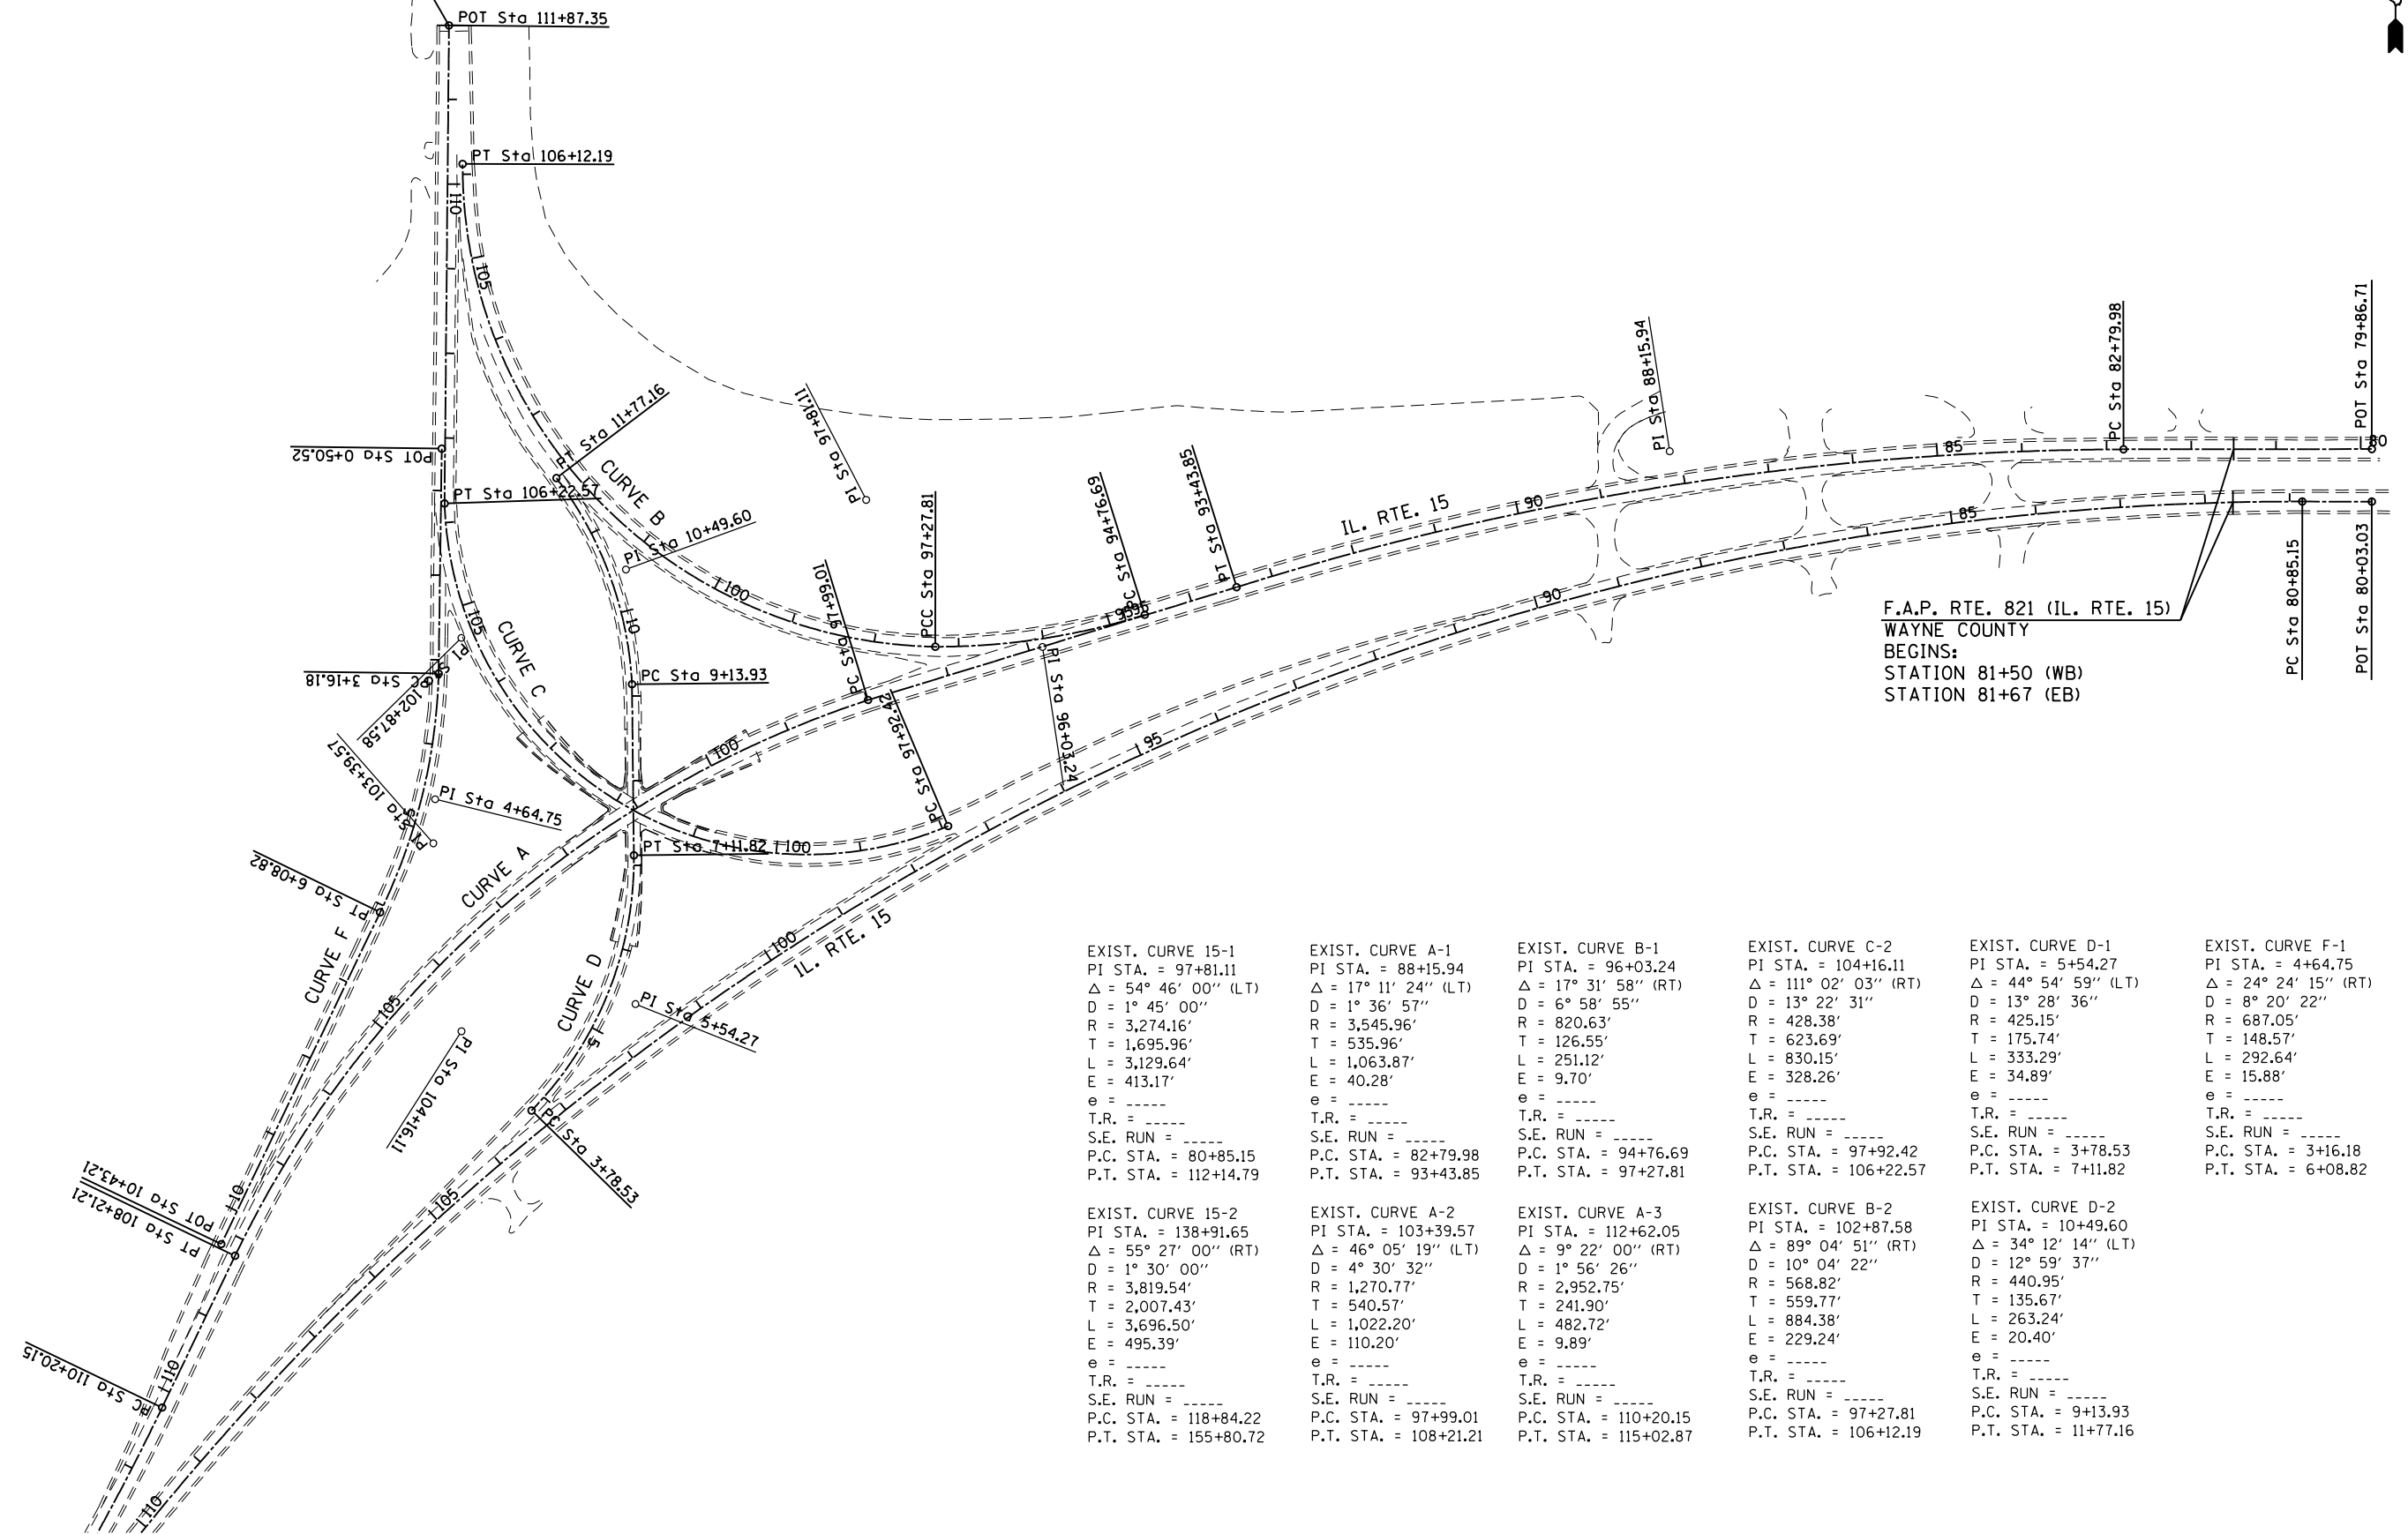 POT Sta 111+87.35
PT Sta 106+12.19
110
105
POT Sta 0+50.52
PT Sta 106+22.57
PT Sta 11+77.16
CURVE B
PI Sta 10+49.60
PI Sta 97+81.11
100
PCC Sta 97+27.81
PC Sta 97+99.01
PC Sta 94+76.69
95
95
PT Sta 93+43.85
IL. RTE. 15
90
PI Sta 88+15.94
85
PC Sta 82+79.98
POT Sta 79+86.71
80
85
90
PC Sta 80+85.15
POT Sta 80+03.03
F.A.P. RTE. 821 (IL. RTE. 15)
WAYNE COUNTY
BEGINS:
STATION 81+50 (WB)
STATION 81+67 (EB)
105
CURVE C
10
PC Sta 9+13.93
PC Sta 3+16.18
PI Sta 102+87.58
PI Sta 103+39.57
PI Sta 4+64.75
5
100
PC Sta 97+92.42
PI Sta 96+03.24
95
PT Sta 7+11.82
100
PT Sta 6+08.82
CURVE A
CURVE F
105
CURVE D
5
PI Sta 5+54.27
100
IL. RTE. 15
PI Sta 104+16.11
PC Sta 3+78.53
105
POT Sta 10+43.21
PT Sta 108+21.21
10
PC Sta 110+20.15
110
110
EXIST. CURVE 15-1
PI STA. = 97+81.11
Δ = 54° 46' 00'' (LT)
D = 1° 45' 00''
R = 3,274.16'
T = 1,695.96'
L = 3,129.64'
E = 413.17'
e = _____
T.R. = _____
S.E. RUN = _____
P.C. STA. = 80+85.15
P.T. STA. = 112+14.79
EXIST. CURVE A-1
PI STA. = 88+15.94
Δ = 17° 11' 24'' (LT)
D = 1° 36' 57''
R = 3,545.96'
T = 535.96'
L = 1,063.87'
E = 40.28'
e = _____
T.R. = _____
S.E. RUN = _____
P.C. STA. = 82+79.98
P.T. STA. = 93+43.85
EXIST. CURVE B-1
PI STA. = 96+03.24
Δ = 17° 31' 58'' (RT)
D = 6° 58' 55''
R = 820.63'
T = 126.55'
L = 251.12'
E = 9.70'
e = _____
T.R. = _____
S.E. RUN = _____
P.C. STA. = 94+76.69
P.T. STA. = 97+27.81
EXIST. CURVE C-2
PI STA. = 104+16.11
Δ = 111° 02' 03'' (RT)
D = 13° 22' 31''
R = 428.38'
T = 623.69'
L = 830.15'
E = 328.26'
e = _____
T.R. = _____
S.E. RUN = _____
P.C. STA. = 97+92.42
P.T. STA. = 106+22.57
EXIST. CURVE D-1
PI STA. = 5+54.27
Δ = 44° 54' 59'' (LT)
D = 13° 28' 36''
R = 425.15'
T = 175.74'
L = 333.29'
E = 34.89'
e = _____
T.R. = _____
S.E. RUN = _____
P.C. STA. = 3+78.53
P.T. STA. = 7+11.82
EXIST. CURVE F-1
PI STA. = 4+64.75
Δ = 24° 24' 15'' (RT)
D = 8° 20' 22''
R = 687.05'
T = 148.57'
L = 292.64'
E = 15.88'
e = _____
T.R. = _____
S.E. RUN = _____
P.C. STA. = 3+16.18
P.T. STA. = 6+08.82
EXIST. CURVE 15-2
PI STA. = 138+91.65
Δ = 55° 27' 00'' (RT)
D = 1° 30' 00''
R = 3,819.54'
T = 2,007.43'
L = 3,696.50'
E = 495.39'
e = _____
T.R. = _____
S.E. RUN = _____
P.C. STA. = 118+84.22
P.T. STA. = 155+80.72
EXIST. CURVE A-2
PI STA. = 103+39.57
Δ = 46° 05' 19'' (LT)
D = 4° 30' 32''
R = 1,270.77'
T = 540.57'
L = 1,022.20'
E = 110.20'
e = _____
T.R. = _____
S.E. RUN = _____
P.C. STA. = 97+99.01
P.T. STA. = 108+21.21
EXIST. CURVE A-3
PI STA. = 112+62.05
Δ = 9° 22' 00'' (RT)
D = 1° 56' 26''
R = 2,952.75'
T = 241.90'
L = 482.72'
E = 9.89'
e = _____
T.R. = _____
S.E. RUN = _____
P.C. STA. = 110+20.15
P.T. STA. = 115+02.87
EXIST. CURVE B-2
PI STA. = 102+87.58
Δ = 89° 04' 51'' (RT)
D = 10° 04' 22''
R = 568.82'
T = 559.77'
L = 884.38'
E = 229.24'
e = _____
T.R. = _____
S.E. RUN = _____
P.C. STA. = 97+27.81
P.T. STA. = 106+12.19
EXIST. CURVE D-2
PI STA. = 10+49.60
Δ = 34° 12' 14'' (LT)
D = 12° 59' 37''
R = 440.95'
T = 135.67'
L = 263.24'
E = 20.40'
e = _____
T.R. = _____
S.E. RUN = _____
P.C. STA. = 9+13.93
P.T. STA. = 11+77.16